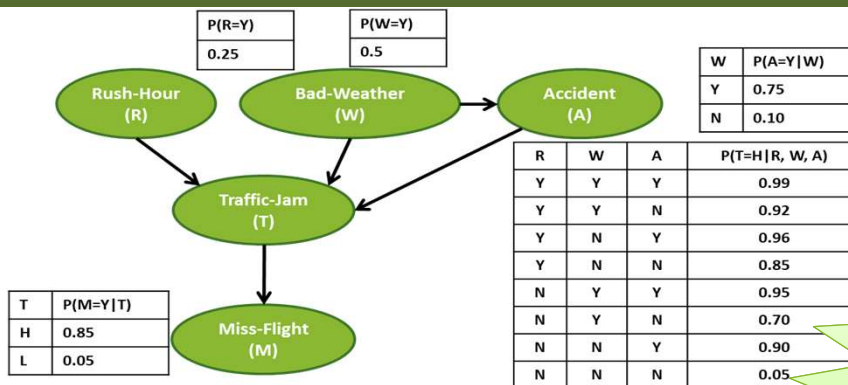 P(R=Y)
0.25
P(W=Y)
0.5
Rush-Hour
(R)
Bad-Weather
(W)
Accident
(A)
W P(A=Y|W)
Y 0.75
N 0.10
Traffic-Jam
(T)
R W A P(T=H|R, W, A)
Y Y Y 0.99
Y Y N 0.92
Y N Y 0.96
Y N N 0.85
N Y Y 0.95
N Y N 0.70
N N Y 0.90
N N N 0.05
T P(M=Y|T)
H 0.85
L 0.05
Miss-Flight
(M)